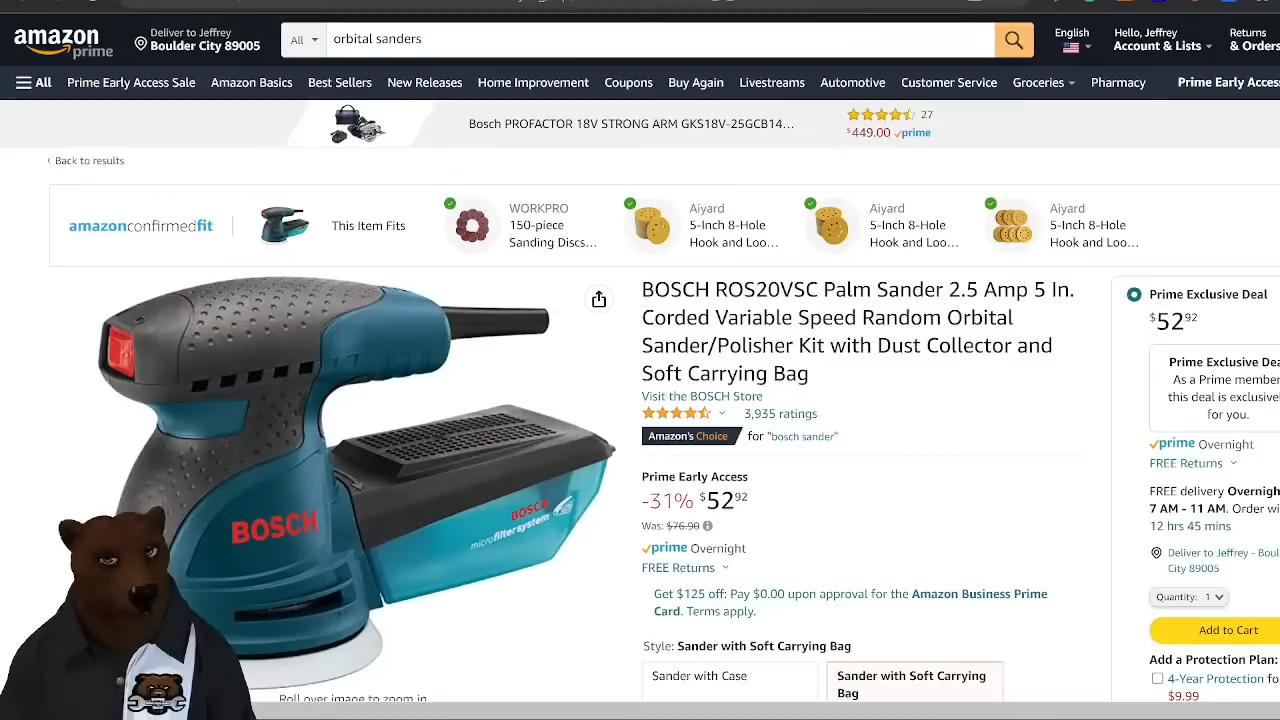 amazon
prime
Deliver to Jeffrey
Boulder City 89005
All
orbital sanders
English
Hello, Jeffrey
Account & Lists
Returns
& Orders
All
Prime Early Access Sale
Amazon Basics
Best Sellers
New Releases
Home Improvement
Coupons
Buy Again
Livestreams
Automotive
Customer Service
Groceries
Pharmacy
Prime Early Acces
Bosch PROFACTOR 18V STRONG ARM GKS18V-25GCB14...
27
$449.00 prime
‹ Back to results
amazonconfirmedfit
This Item Fits
WORKPRO
150-piece
Sanding Discs...
Aiyard
5-Inch 8-Hole
Hook and Loo...
Aiyard
5-Inch 8-Hole
Hook and Loo...
Aiyard
5-Inch 8-Hole
Hook and Loo...
BOSCH
BOSCH
microfiltersystem
Roll over image to zoom in
BOSCH ROS20VSC Palm Sander 2.5 Amp 5 In.
Corded Variable Speed Random Orbital
Sander/Polisher Kit with Dust Collector and
Soft Carrying Bag
Visit the BOSCH Store
3,935 ratings
Amazon's Choice for "bosch sander"
Prime Early Access
-31% $52 92
Was: $76.90
prime Overnight
FREE Returns
Get $125 off: Pay $0.00 upon approval for the Amazon Business Prime
Card. Terms apply.
Style: Sander with Soft Carrying Bag
Sander with Case
Sander with Soft Carrying
Bag
Prime Exclusive Deal
$52 92
Prime Exclusive Dea
As a Prime member
this deal is exclusive
for you.
prime Overnight
FREE Returns
FREE delivery Overnigh
7 AM - 11 AM. Order wi
12 hrs 45 mins
Deliver to Jeffrey - Boul
City 89005
Quantity: 1
Add to Cart
Add a Protection Plan:
4-Year Protection fo
$9.99